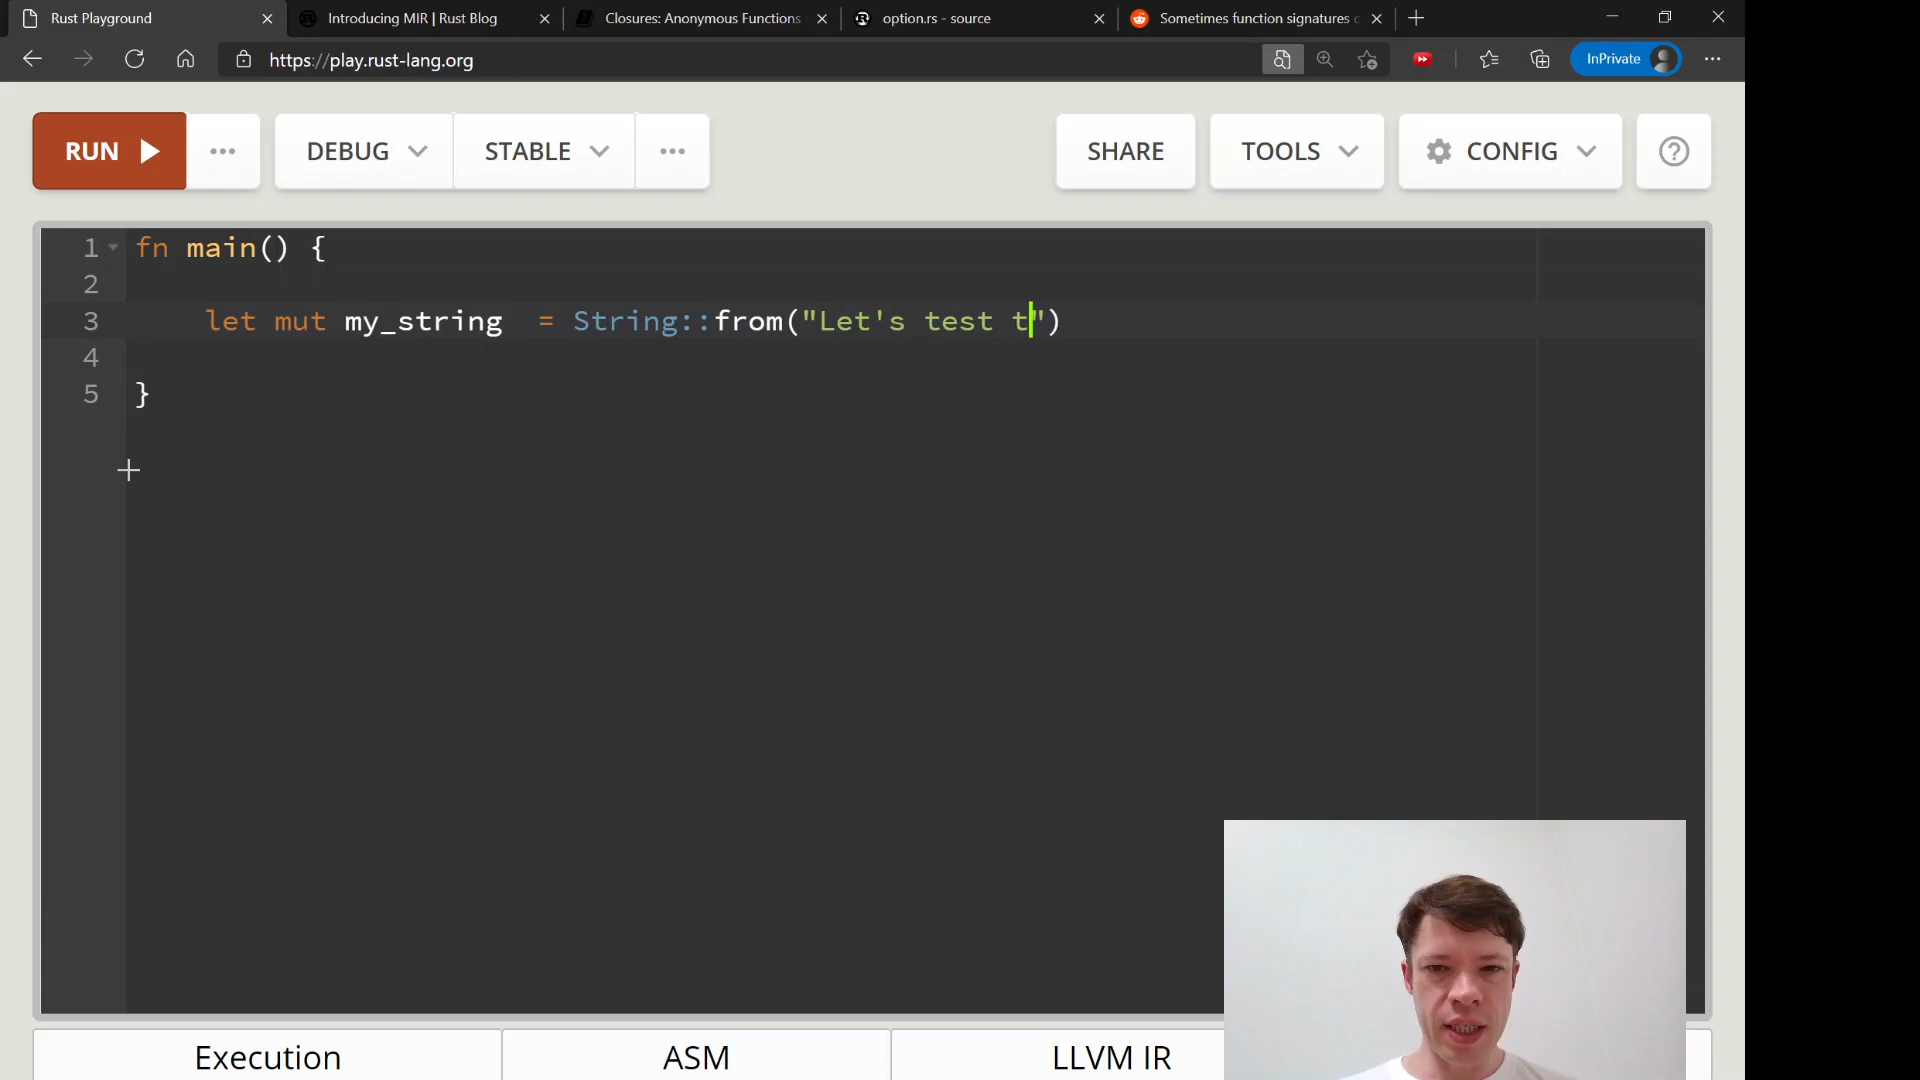 Rust Playground
Introducing MIR | Rust Blog
Closures: Anonymous Functions
option.rs - source
Sometimes function signatures
https://play.rust-lang.org
InPrivate
RUN
DEBUG
STABLE
SHARE
TOOLS
CONFIG
1 fn main() {
2
3 let mut my_string  = String::from("Let's test t")
4
5 }
Execution
ASM
LLVM IR